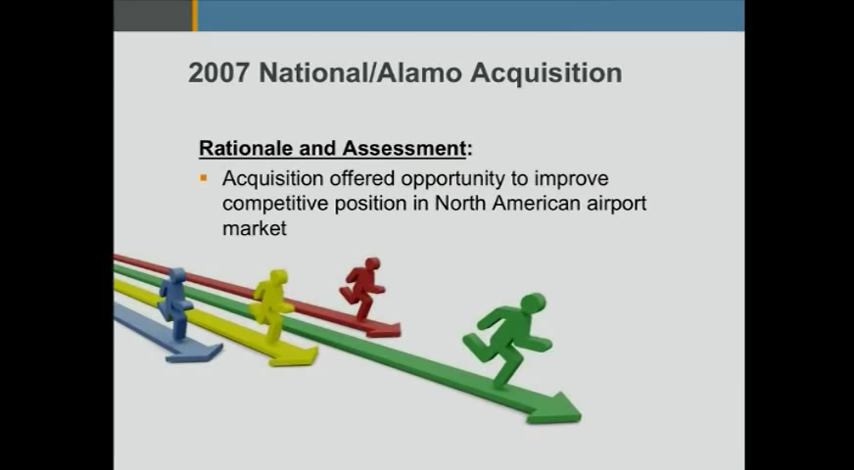 2007 National/Alamo Acquisition
Rationale and Assessment:
Acquisition offered opportunity to improve
competitive position in North American airport
market